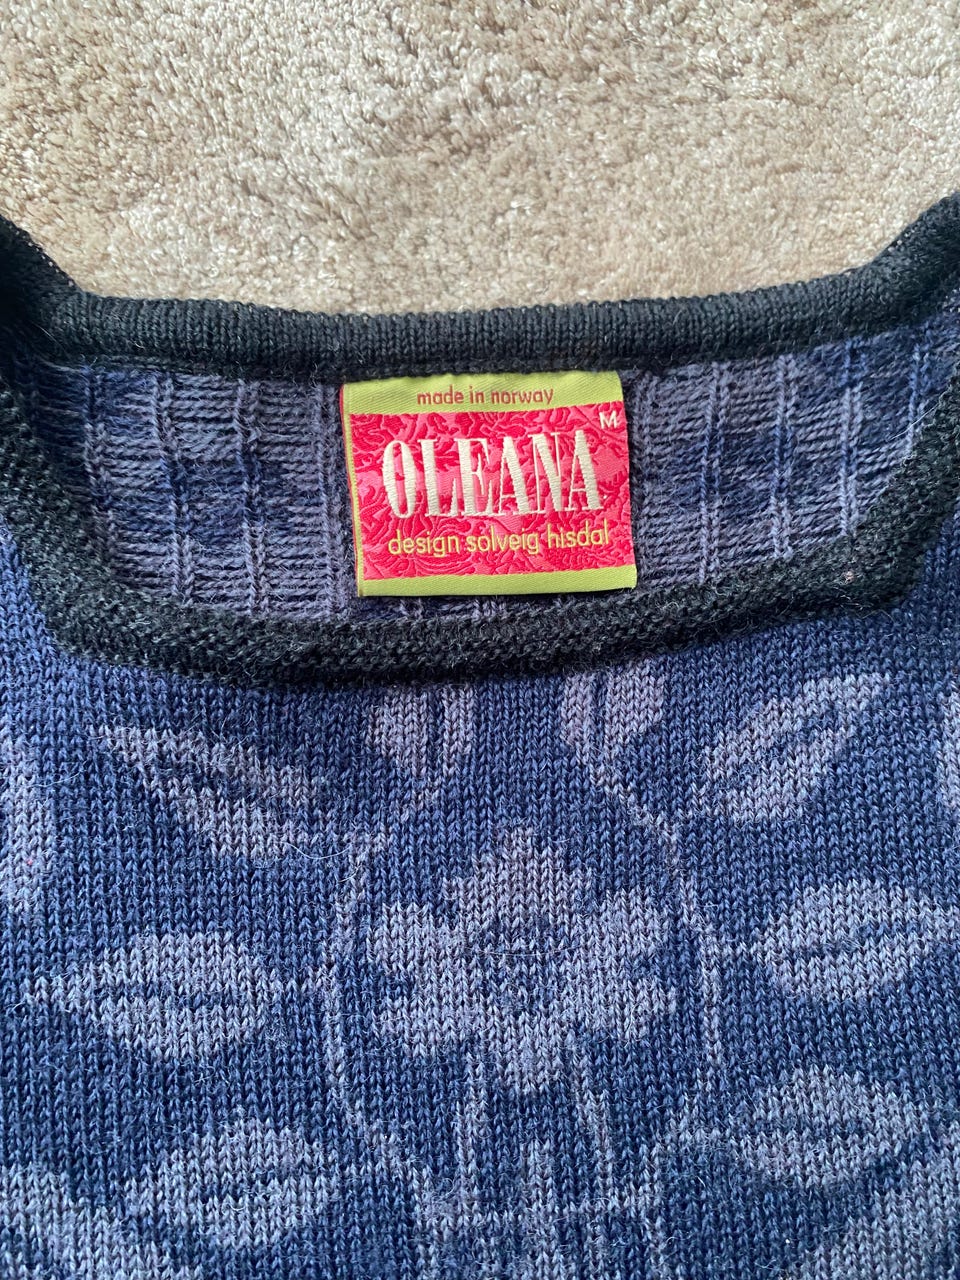 made in norway
M
OLEANA
design solveig hisdal